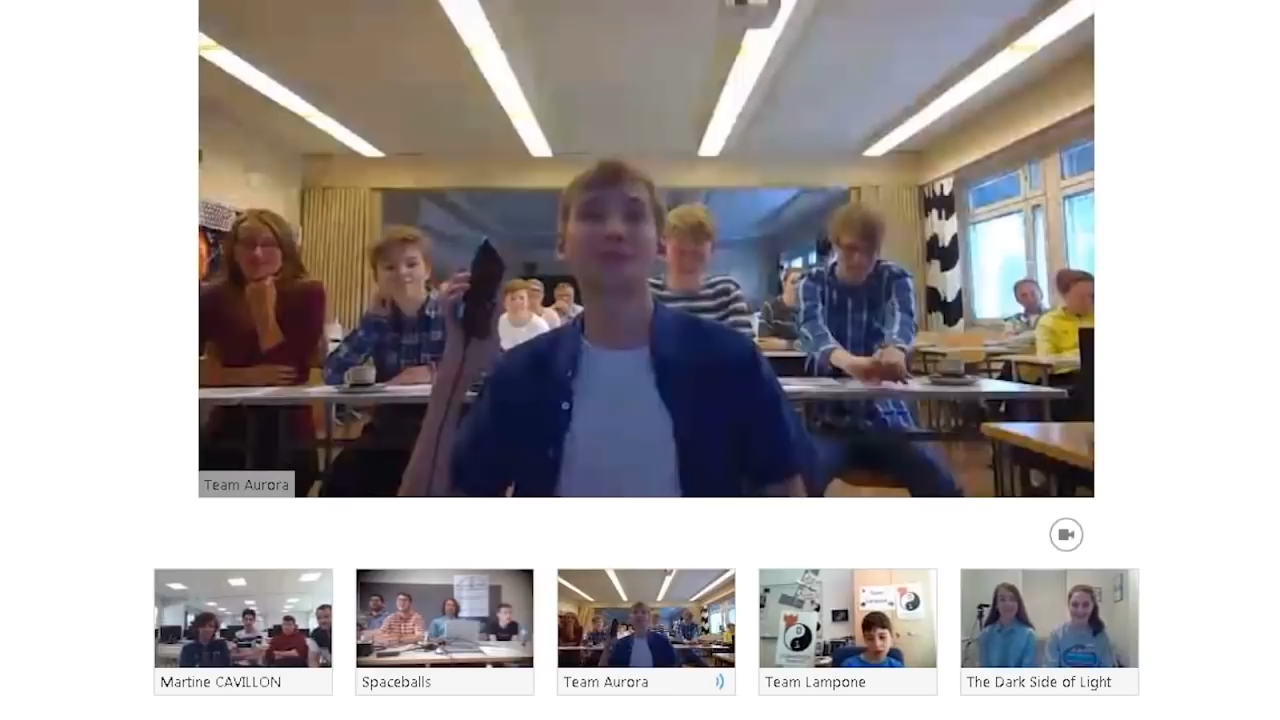 Team Aurora
Martine CAVILLON
Spaceballs
Team Aurora
Team Lampone
The Dark Side of Light